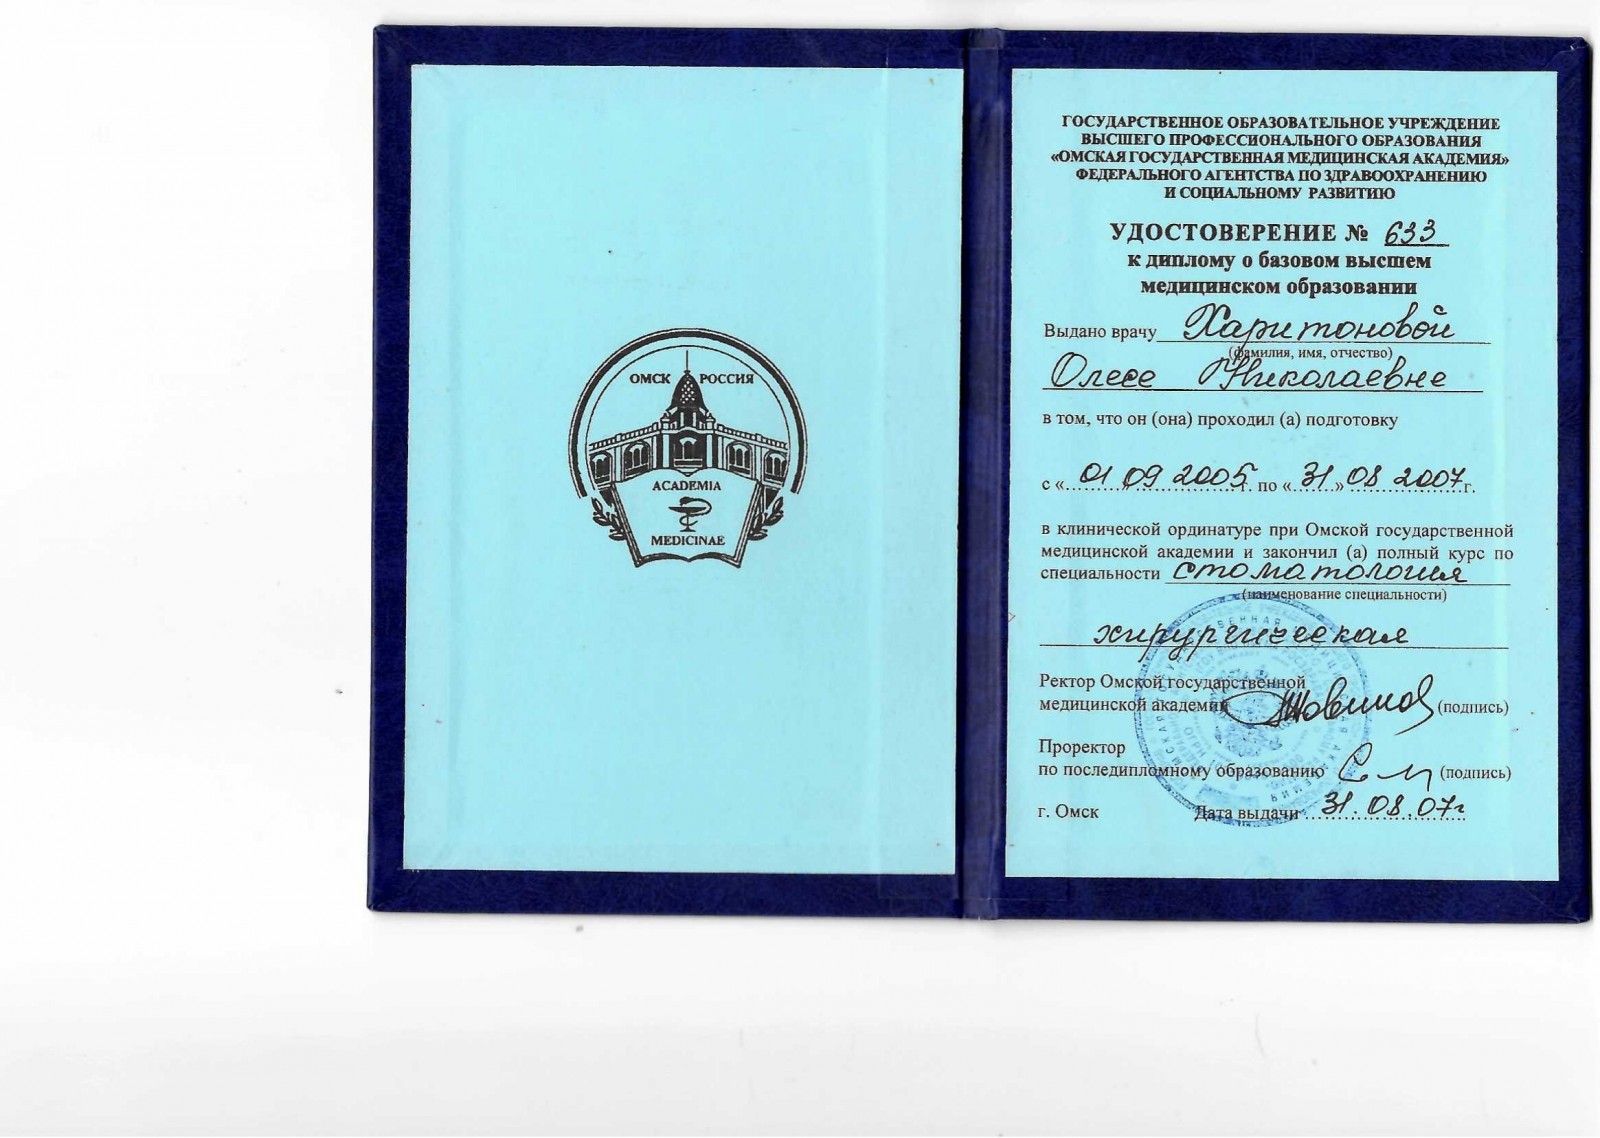 ОМСК РОССИЯ
ACADEMIA
MEDICINAE
ГОСУДАРСТВЕННОЕ ОБРАЗОВАТЕЛЬНОЕ УЧРЕЖДЕНИЕ
ВЫСШЕГО ПРОФЕССИОНАЛЬНОГО ОБРАЗОВАНИЯ
«ОМСКАЯ ГОСУДАРСТВЕННАЯ МЕДИЦИНСКАЯ АКАДЕМИЯ»
ФЕДЕРАЛЬНОГО АГЕНТСТВА ПО ЗДРАВООХРАНЕНИЮ
И СОЦИАЛЬНОМУ РАЗВИТИЮ
УДОСТОВЕРЕНИЕ № 633
к диплому о базовом высшем
медицинском образовании
Выдано врачу Харитоновой
(фамилия, имя, отчество)
Олесе Николаевне
в том, что он (она) проходил (а) подготовку
с «01» 09 2005 г. по «31» 08 2007 г.
в клинической ординатуре при Омской государственной
медицинской академии и закончил (а) полный курс по
специальности стоматология
(наименование специальности)
хирургическая
Ректор Омской государственной
медицинской академии (подпись)
Проректор
по последипломному образованию (подпись)
г. Омск Дата выдачи 31.08.07г